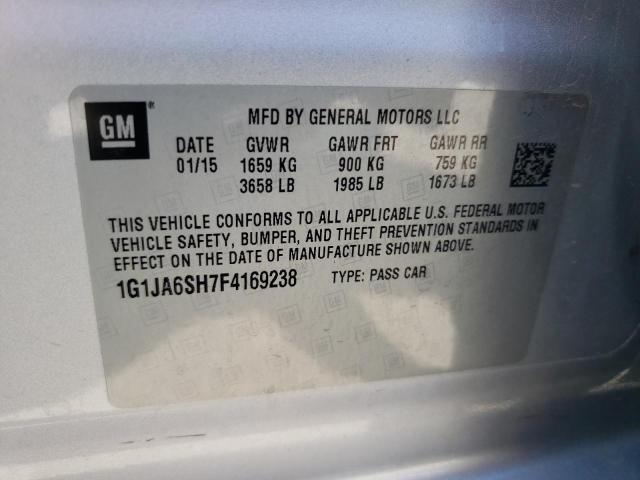 GM
MFD BY GENERAL MOTORS LLC
DATE GVWR GAWR FRT GAWR RR
01/15 1659 KG 900 KG 759 KG
3658 LB 1985 LB 1673 LB
THIS VEHICLE CONFORMS TO ALL APPLICABLE U.S. FEDERAL MOTOR
VEHICLE SAFETY, BUMPER, AND THEFT PREVENTION STANDARDS IN
EFFECT ON THE DATE OF MANUFACTURE SHOWN ABOVE.
1G1JA6SH7F4169238 TYPE: PASS CAR